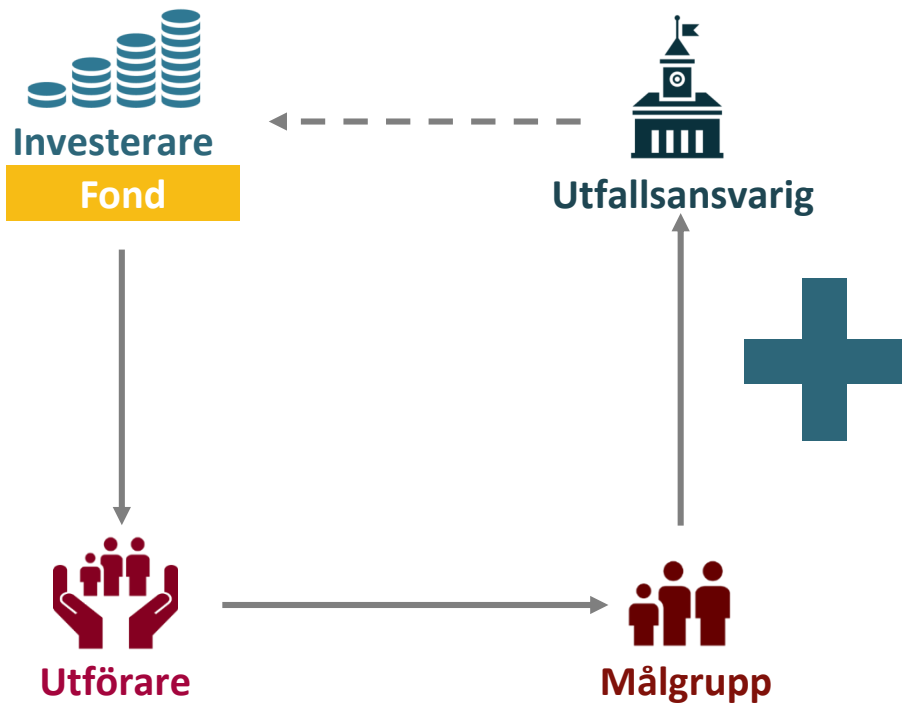 Investerare
Fond
Utfallsansvarig
Utförare
Målgrupp